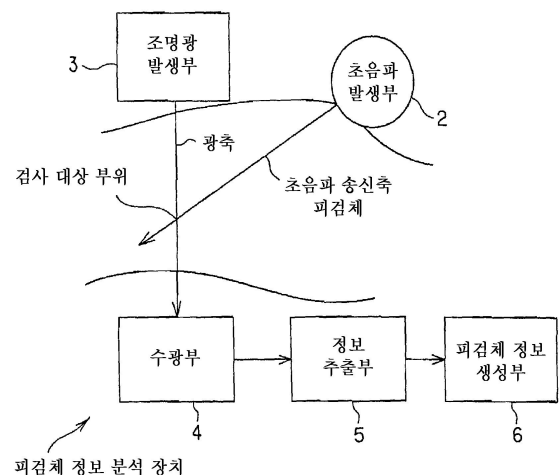 조명광
발생부
3
초음파
발생부
2
광축
검사 대상 부위
초음파 송신축
피검체
수광부
정보
추출부
피검체 정보
생성부
4
5
6
피검체 정보 분석 장치